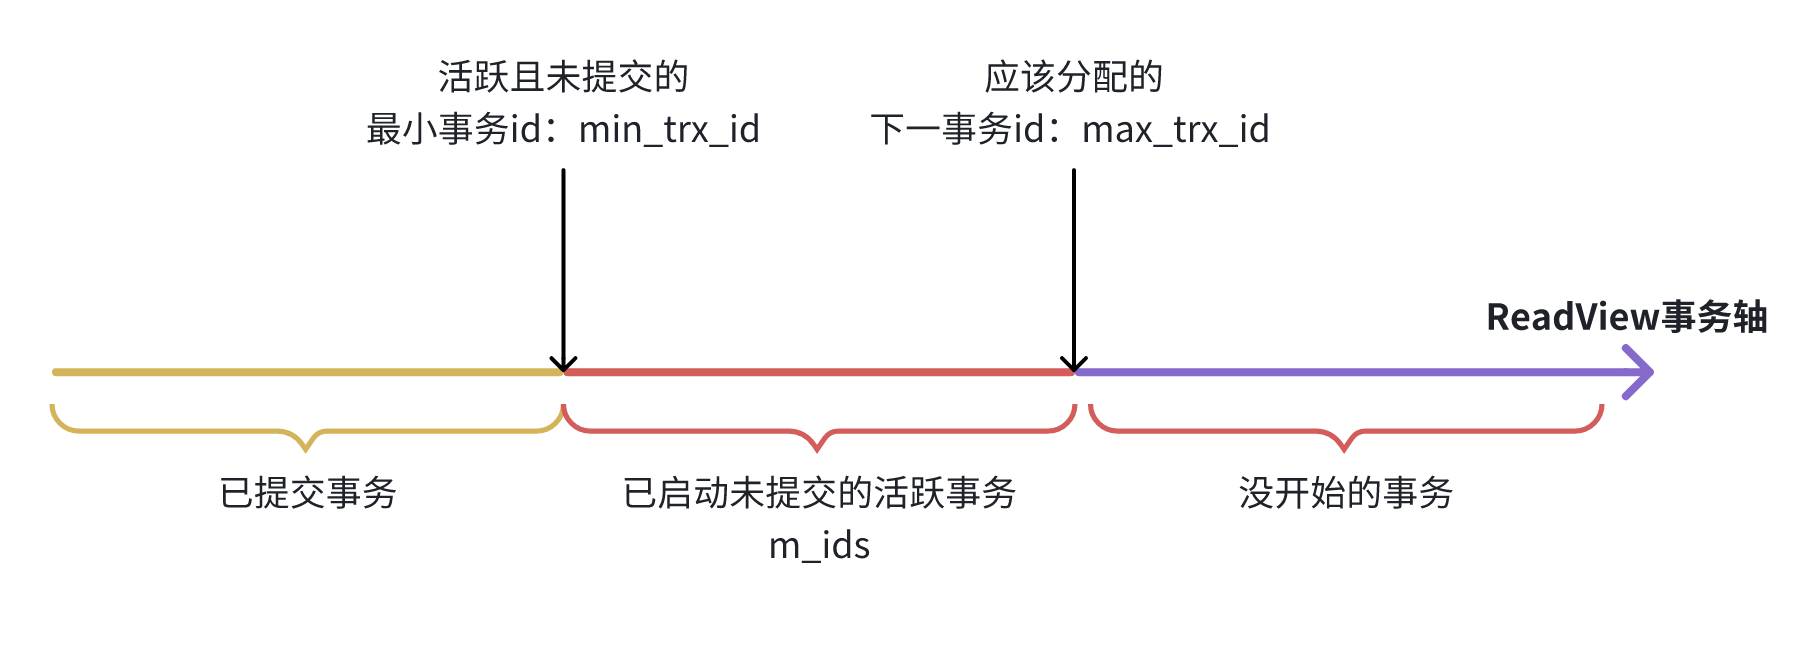 活跃且未提交的
最小事务id：min_trx_id
应该分配的
下一事务id：max_trx_id
ReadView事务轴
已提交事务
已启动未提交的活跃事务
m_ids
没开始的事务